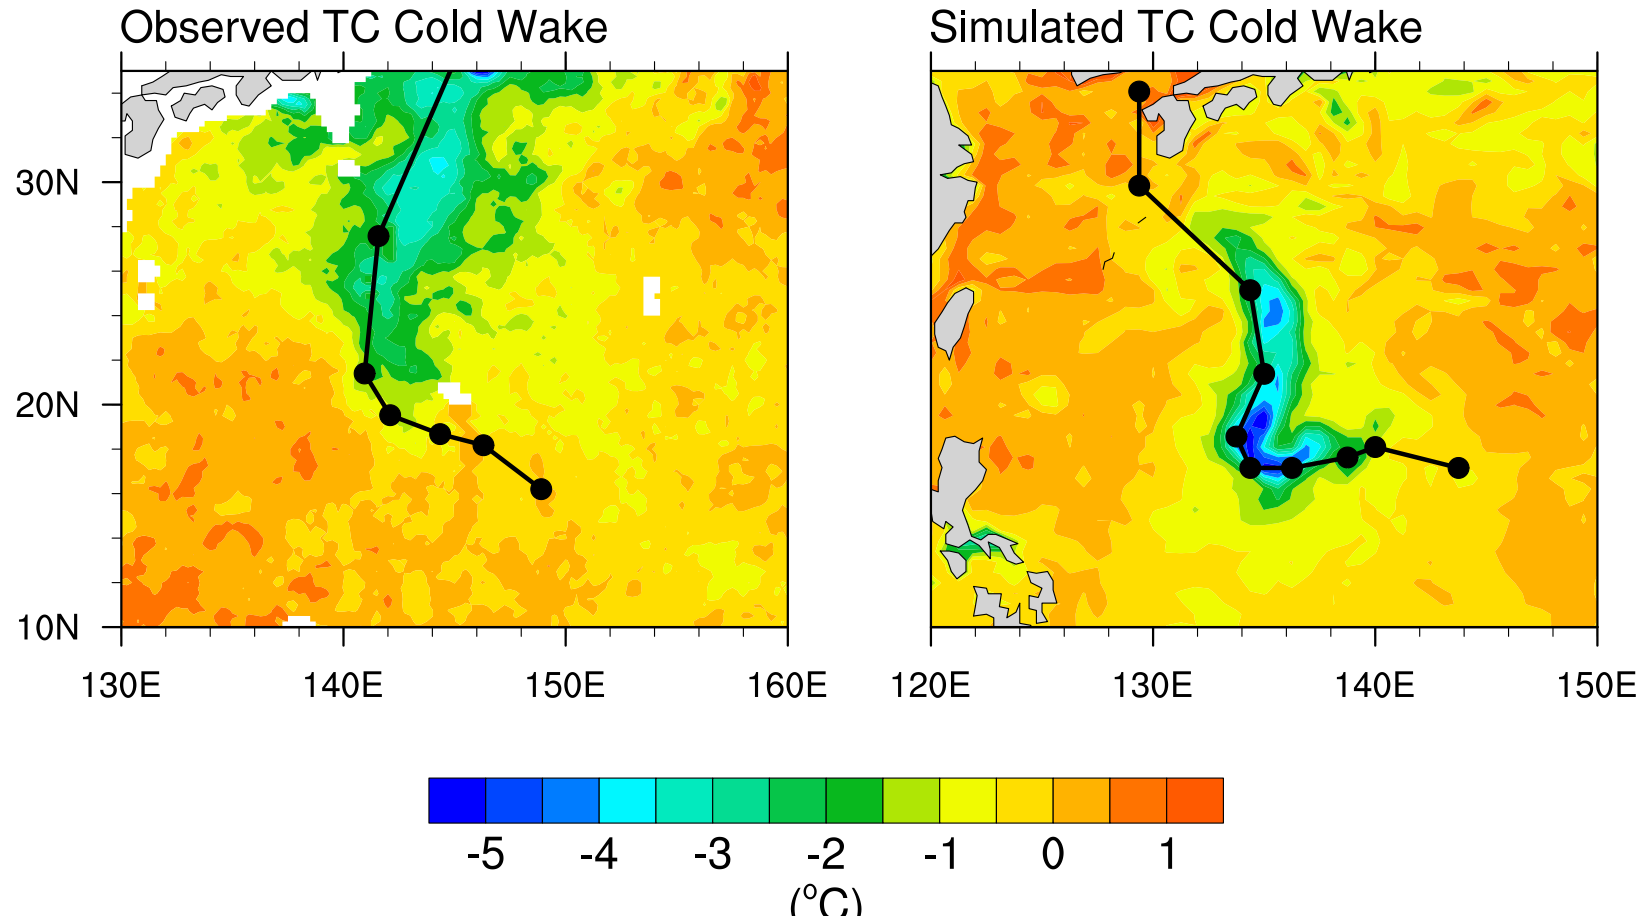 Observed TC Cold Wake
Simulated TC Cold Wake
30N
20N
10N
130E 140E 150E 160E
120E 130E 140E 150E
-5 -4 -3 -2 -1 0 1
(°C)